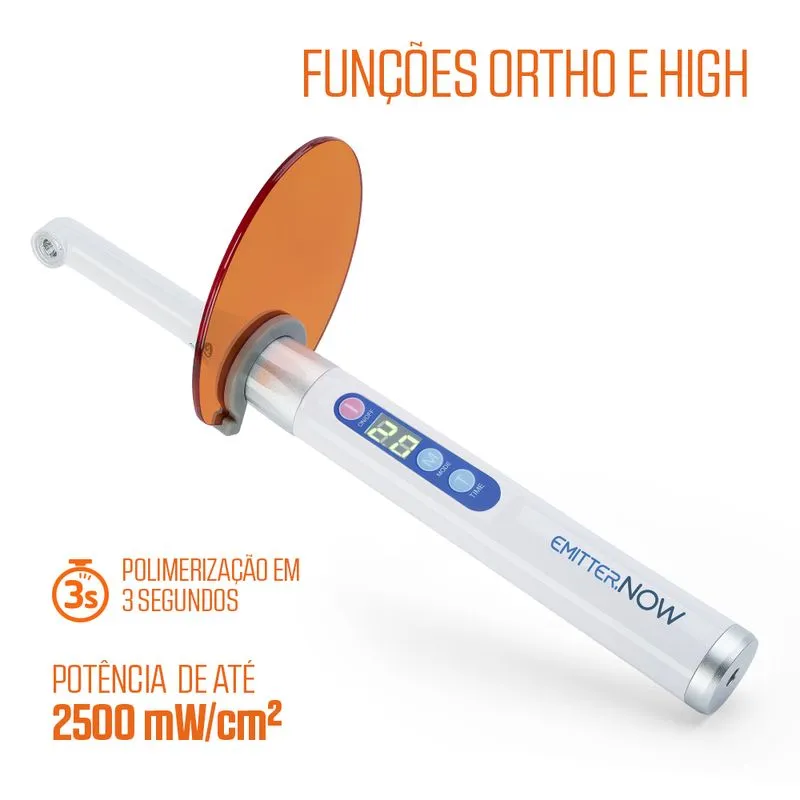 FUNÇÕES ORTHO E HIGH
ON/OFF
20
M
MODE
T
TIME
EMITTER.NOW
3s
POLIMERIZAÇÃO EM
3 SEGUNDOS
POTÊNCIA DE ATÉ
2500 mW/cm²